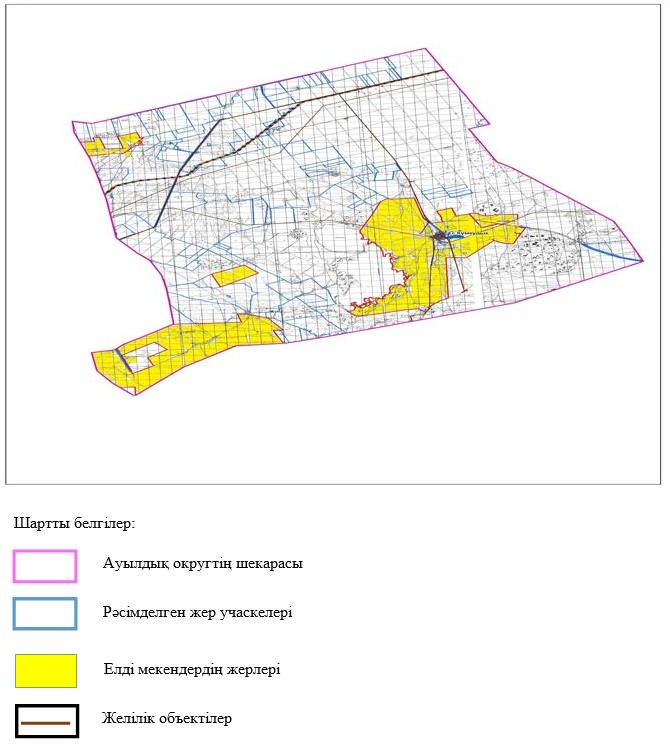 Шартты белгілер:
Ауылдық округтің шекарасы
Рәсімделген жер учаскелері
Елді мекендердің жерлері
Желілік объектілер